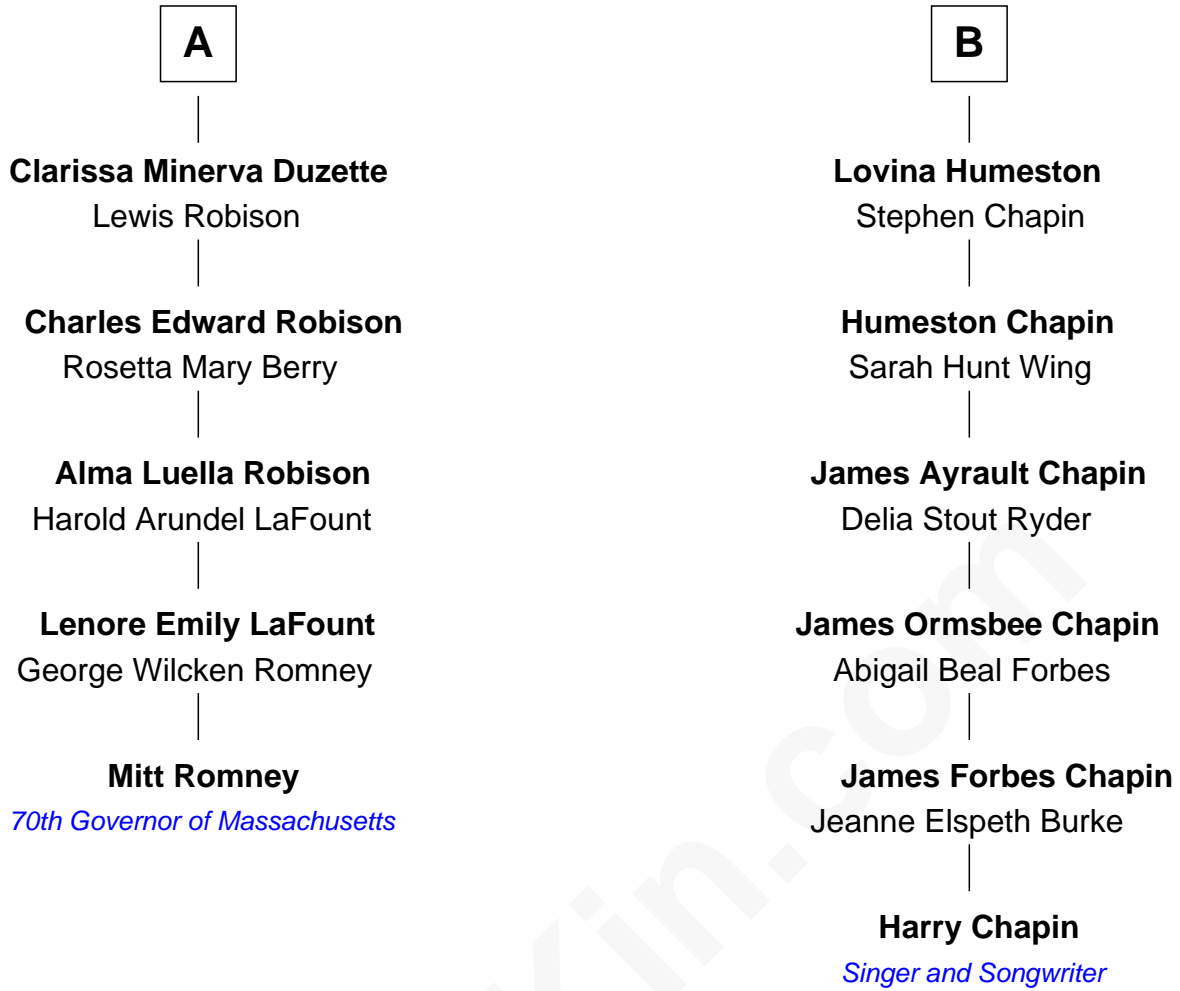 A
Clarissa Minerva Duzette
Lewis Robison
Charles Edward Robison
Rosetta Mary Berry
Alma Luella Robison
Harold Arundel LaFount
Lenore Emily LaFount
George Wilcken Romney
Mitt Romney
70th Governor of Massachusetts
B
Lovina Humeston
Stephen Chapin
Humeston Chapin
Sarah Hunt Wing
James Ayrault Chapin
Delia Stout Ryder
James Ormsbee Chapin
Abigail Beal Forbes
James Forbes Chapin
Jeanne Elspeth Burke
Harry Chapin
Singer and Songwriter
Kin.com